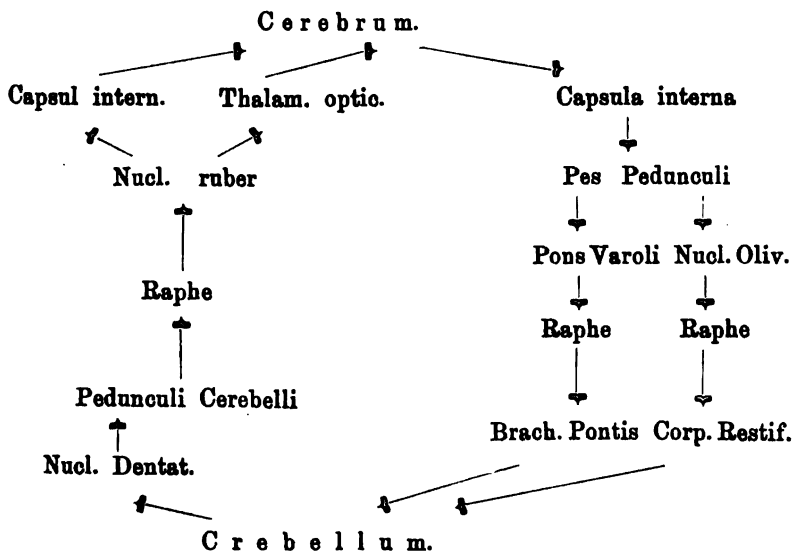 Cerebrum.
Capsul intern. Thalam. optic. Capsula interna
Nucl. ruber Pes Pedunculi
Pons Varoli Nucl. Oliv.
Raphe
Raphe Raphe
Pedunculi Cerebelli
Brach. Pontis Corp. Restif.
Nucl. Dentat.
Crebellum.